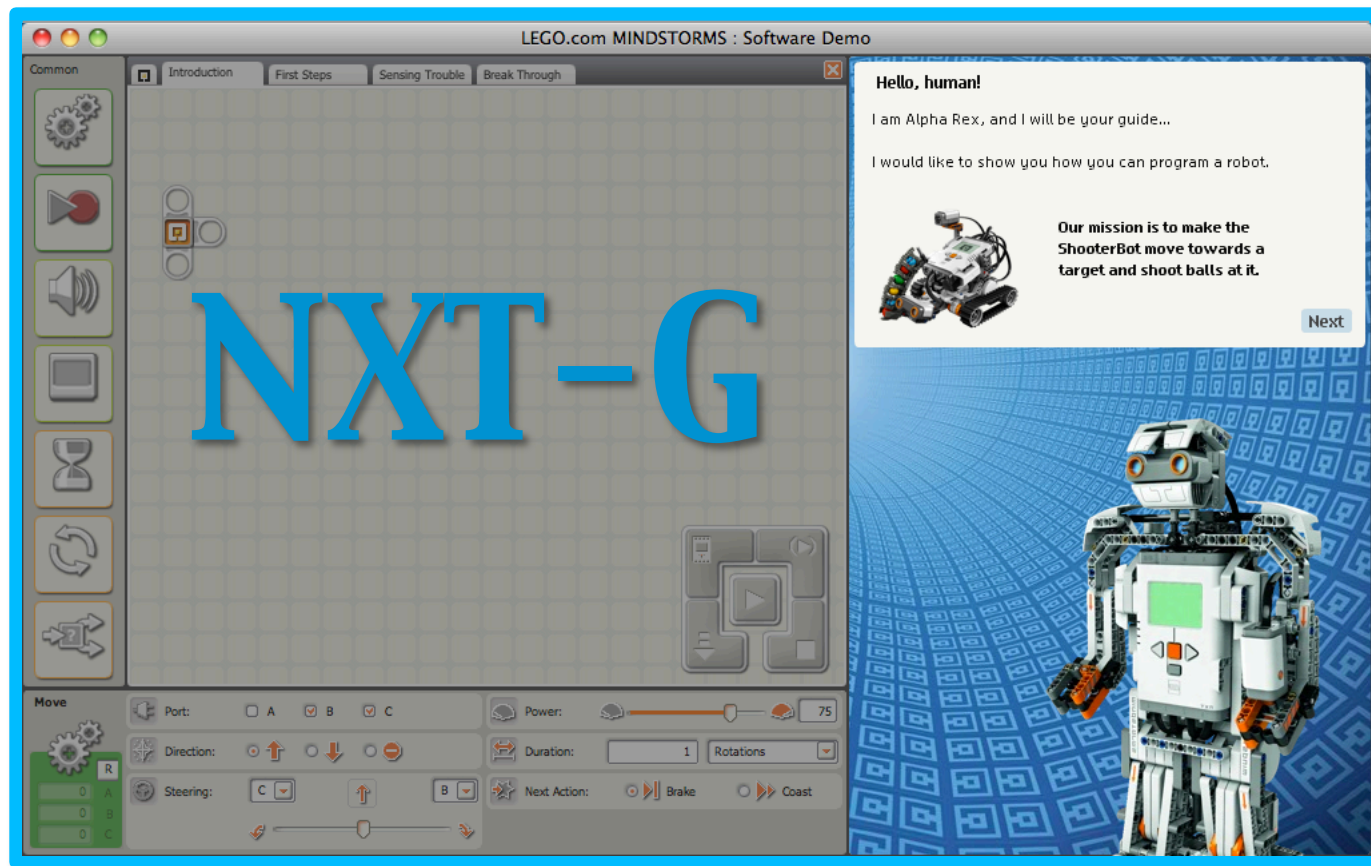 LEGO.com MINDSTORMS : Software Demo
Common
Introduction
First Steps
Sensing Trouble
Break Through
Hello, human!
I am Alpha Rex, and I will be your guide...
I would like to show you how you can program a robot.
Our mission is to make the
ShooterBot move towards a
target and shoot balls at it.
Next
NXT-G
Move
R
0 A
0 B
0 C
Port: A B C
Direction:
Steering: C B
Power: 75
Duration: 1 Rotations
Next Action: Brake Coast